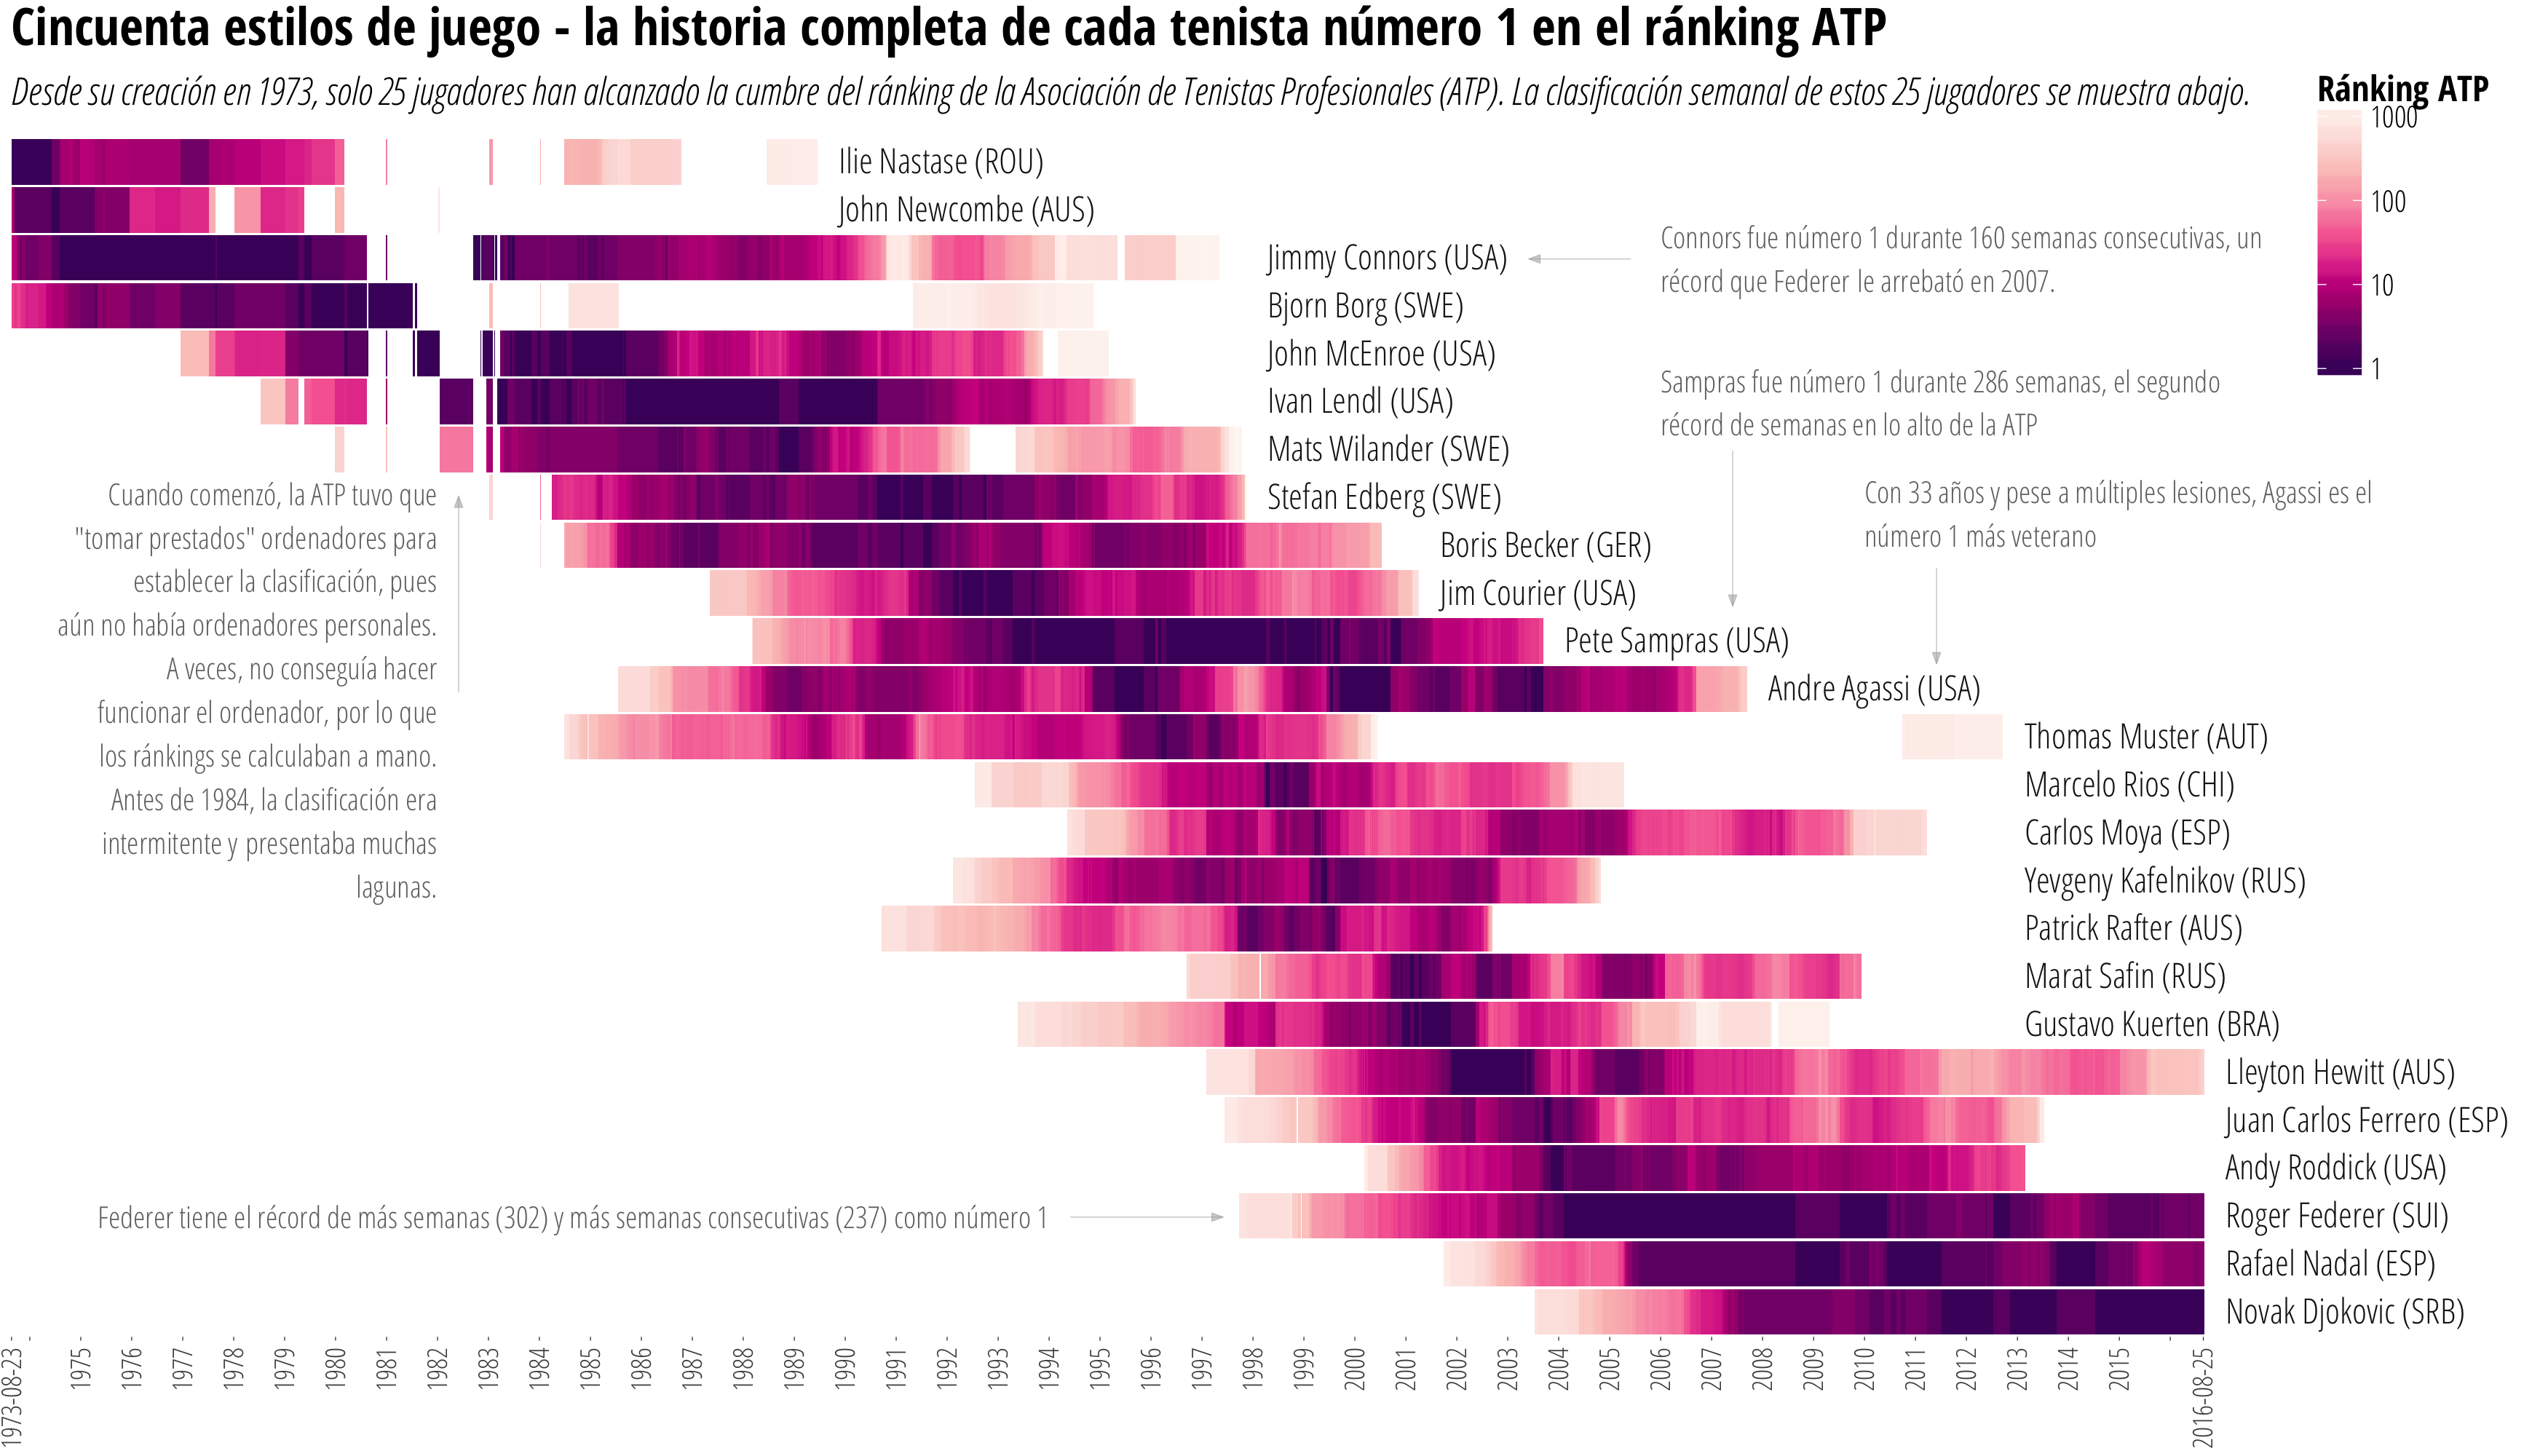 Cincuenta estilos de juego - la historia completa de cada tenista número 1 en el ránking ATP
Desde su creación en 1973, solo 25 jugadores han alcanzado la cumbre del ránking de la Asociación de Tenistas Profesionales (ATP). La clasificación semanal de estos 25 jugadores se muestra abajo.
Ránking ATP
1000
100
10
1
Ilie Nastase (ROU)
John Newcombe (AUS)
Jimmy Connors (USA)
Connors fue número 1 durante 160 semanas consecutivas, un
récord que Federer le arrebató en 2007.
Bjorn Borg (SWE)
John McEnroe (USA)
Ivan Lendl (USA)
Sampras fue número 1 durante 286 semanas, el segundo
récord de semanas en lo alto de la ATP
Mats Wilander (SWE)
Stefan Edberg (SWE)
Con 33 años y pese a múltiples lesiones, Agassi es el
número 1 más veterano
Cuando comenzó, la ATP tuvo que
"tomar prestados" ordenadores para
establecer la clasificación, pues
aún no había ordenadores personales.
A veces, no conseguía hacer
funcionar el ordenador, por lo que
los ránkings se calculaban a mano.
Antes de 1984, la clasificación era
intermitente y presentaba muchas
lagunas.
Boris Becker (GER)
Jim Courier (USA)
Pete Sampras (USA)
Andre Agassi (USA)
Thomas Muster (AUT)
Marcelo Rios (CHI)
Carlos Moya (ESP)
Yevgeny Kafelnikov (RUS)
Patrick Rafter (AUS)
Marat Safin (RUS)
Gustavo Kuerten (BRA)
Lleyton Hewitt (AUS)
Juan Carlos Ferrero (ESP)
Andy Roddick (USA)
Federer tiene el récord de más semanas (302) y más semanas consecutivas (237) como número 1
Roger Federer (SUI)
Rafael Nadal (ESP)
Novak Djokovic (SRB)
1973-08-23
1975
1976
1977
1978
1979
1980
1981
1982
1983
1984
1985
1986
1987
1988
1989
1990
1991
1992
1993
1994
1995
1996
1997
1998
1999
2000
2001
2002
2003
2004
2005
2006
2007
2008
2009
2010
2011
2012
2013
2014
2015
2016-08-25